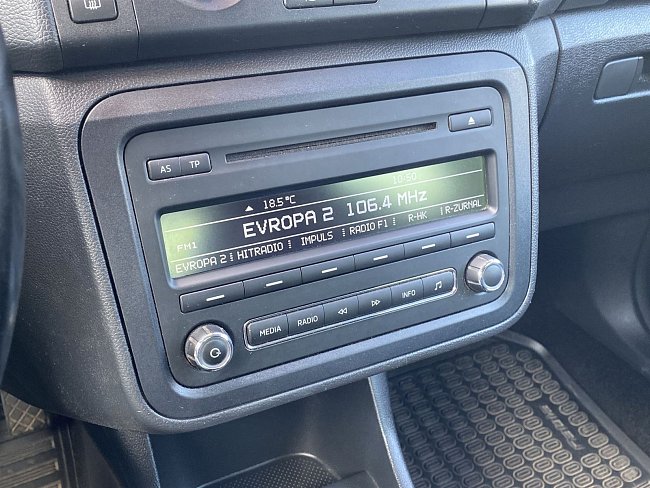 AS TP
18.5°C 10:50
EVROPA 2 106.4 MHz
FM1
EVROPA 2 HITRADIO IMPULS RADIO F1 R-HK R-ZURNAL
MEDIA RADIO INFO